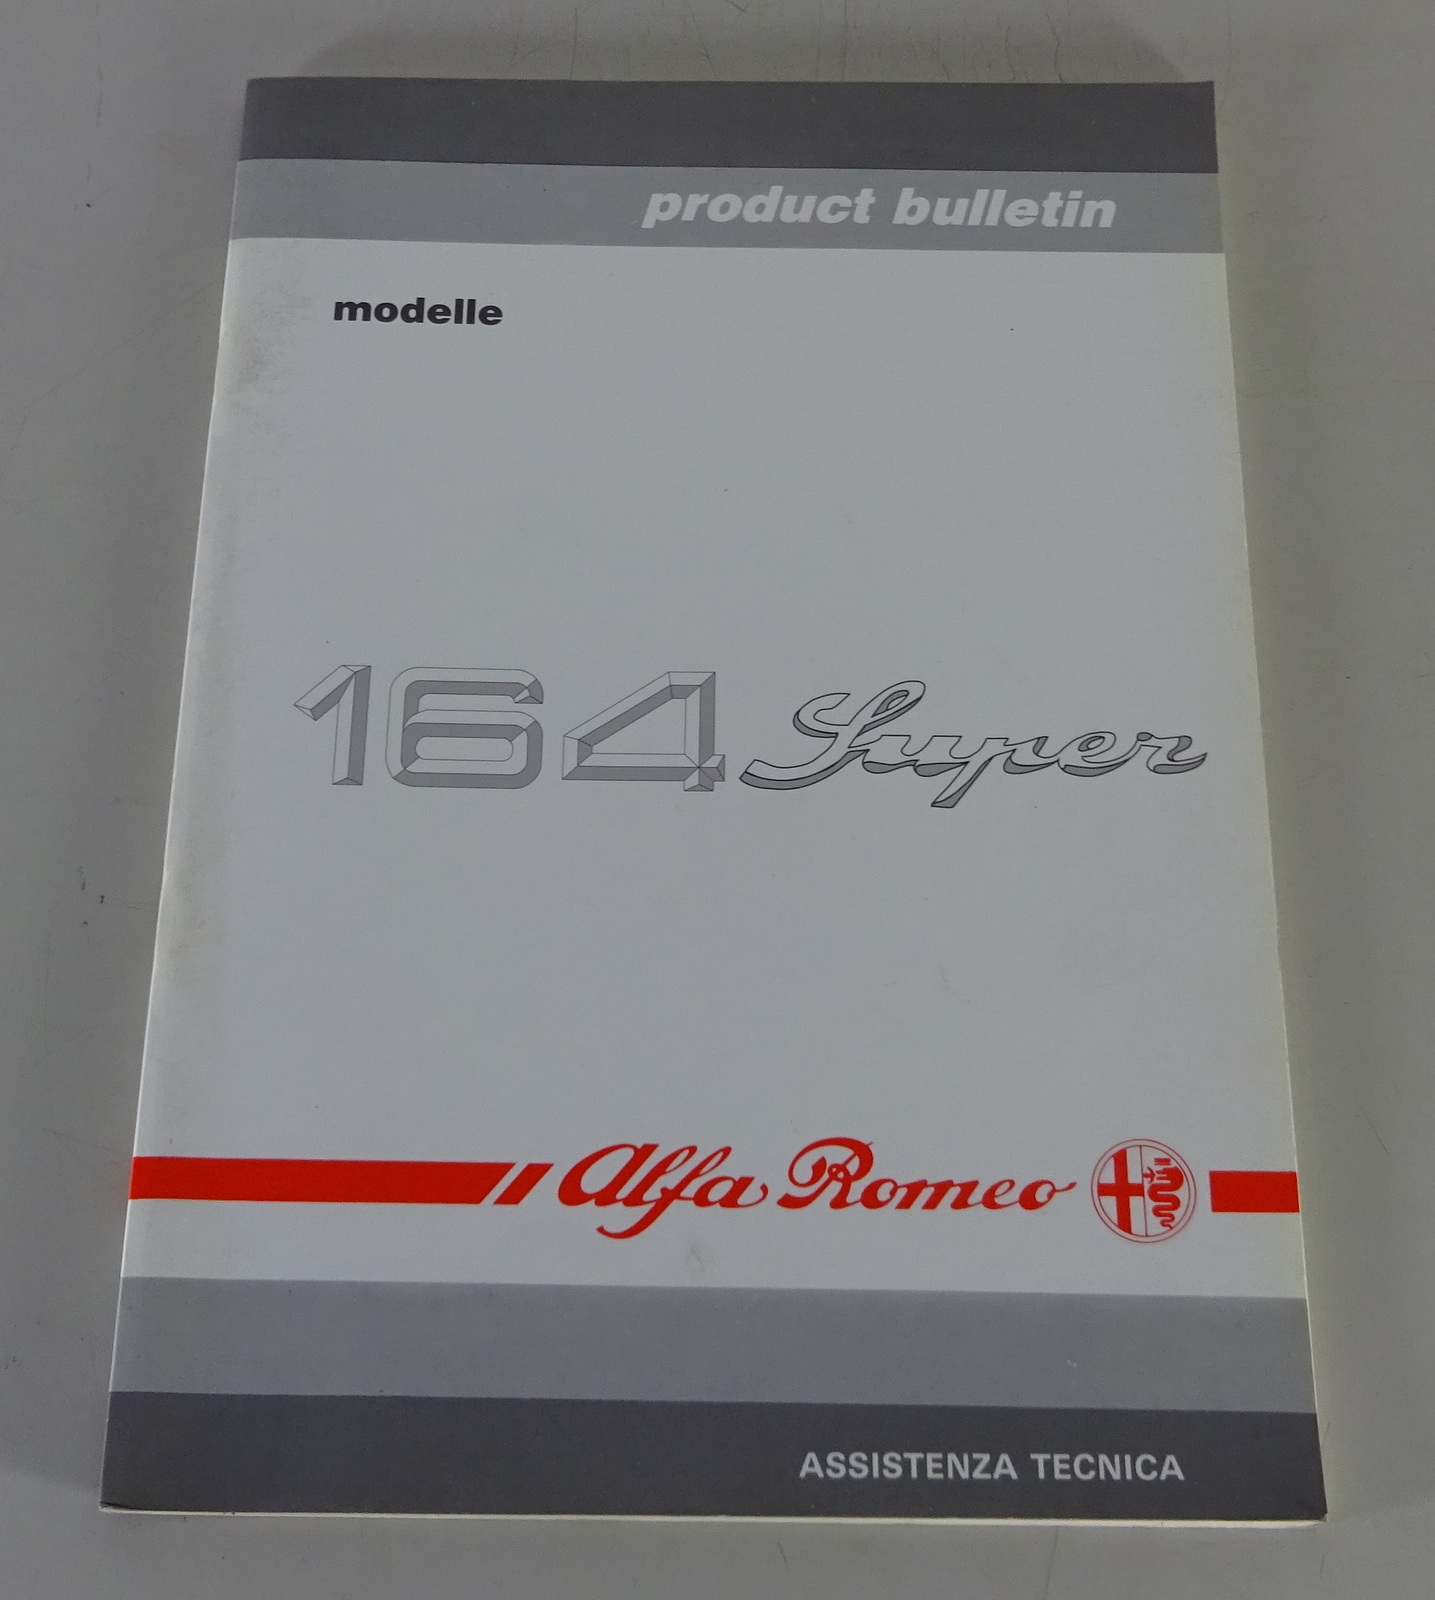 product bulletin
modelle
164 Super
Alfa Romeo
ASSISTENZA TECNICA